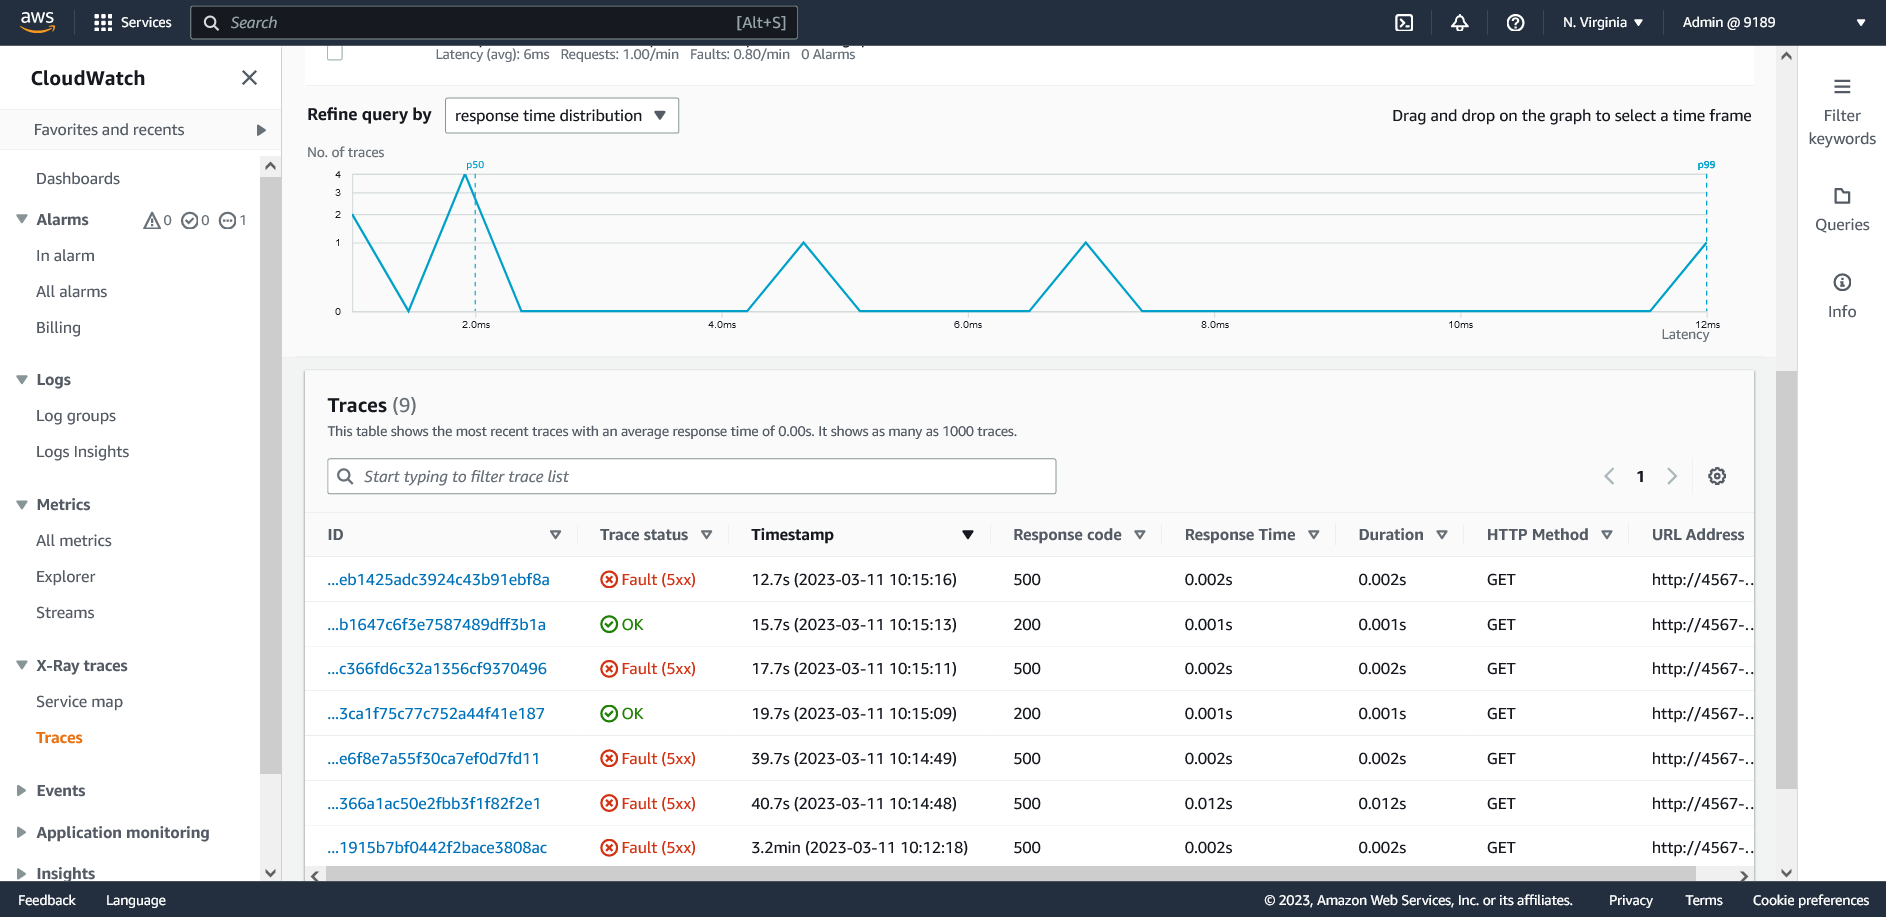 aws
Services
Search
[Alt+S]
N. Virginia
Admin @ 9189
CloudWatch
Favorites and recents
Dashboards
Alarms
0
0
1
In alarm
All alarms
Billing
Logs
Log groups
Logs Insights
Metrics
All metrics
Explorer
Streams
X-Ray traces
Service map
Traces
Events
Application monitoring
Insights
Latency (avg): 6ms Requests: 1.00/min Faults: 0.80/min 0 Alarms
Refine query by
response time distribution
Drag and drop on the graph to select a time frame
No. of traces
p50
p99
4
3
2
1
0
2.0ms
4.0ms
6.0ms
8.0ms
10ms
12ms
Latency
Traces (9)
This table shows the most recent traces with an average response time of 0.00s. It shows as many as 1000 traces.
Start typing to filter trace list
1
ID Trace status Timestamp Response code Response Time Duration HTTP Method URL Address
...eb1425adc3924c43b91ebf8a Fault (5xx) 12.7s (2023-03-11 10:15:16) 500 0.002s 0.002s GET http://4567-..
...b1647c6f3e7587489dff3b1a OK 15.7s (2023-03-11 10:15:13) 200 0.001s 0.001s GET http://4567-..
...c366fd6c32a1356cf9370496 Fault (5xx) 17.7s (2023-03-11 10:15:11) 500 0.002s 0.002s GET http://4567-..
...3ca1f75c77c752a44f41e187 OK 19.7s (2023-03-11 10:15:09) 200 0.001s 0.001s GET http://4567-..
...e6f8e7a55f30ca7ef0d7fd11 Fault (5xx) 39.7s (2023-03-11 10:14:49) 500 0.002s 0.002s GET http://4567-..
...366a1ac50e2fbb3f1f82f2e1 Fault (5xx) 40.7s (2023-03-11 10:14:48) 500 0.012s 0.012s GET http://4567-..
...1915b7bf0442f2bace3808ac Fault (5xx) 3.2min (2023-03-11 10:12:18) 500 0.002s 0.002s GET http://4567-..
Filter
keywords
Queries
Info
Feedback
Language
© 2023, Amazon Web Services, Inc. or its affiliates.
Privacy
Terms
Cookie preferences